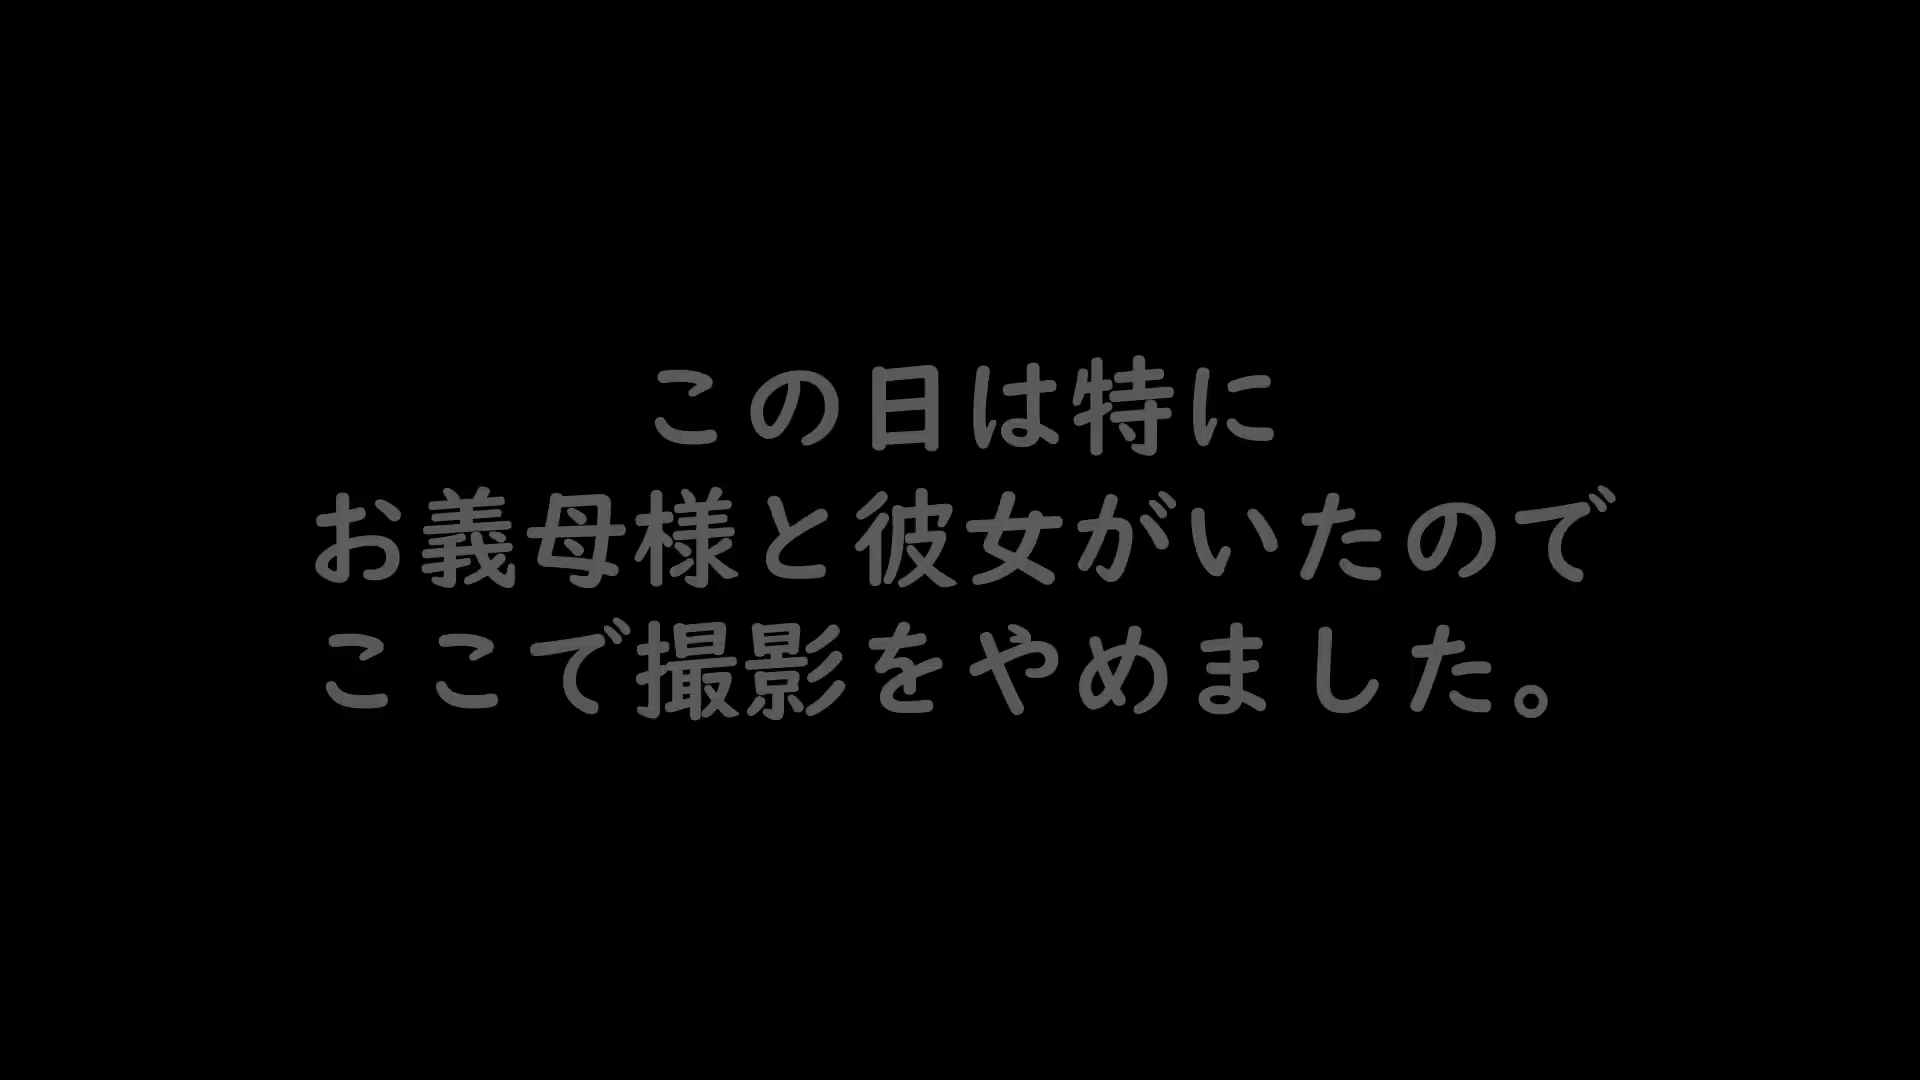 この日は特に
お義母様と彼女がいたので
ここで撮影をやめました。